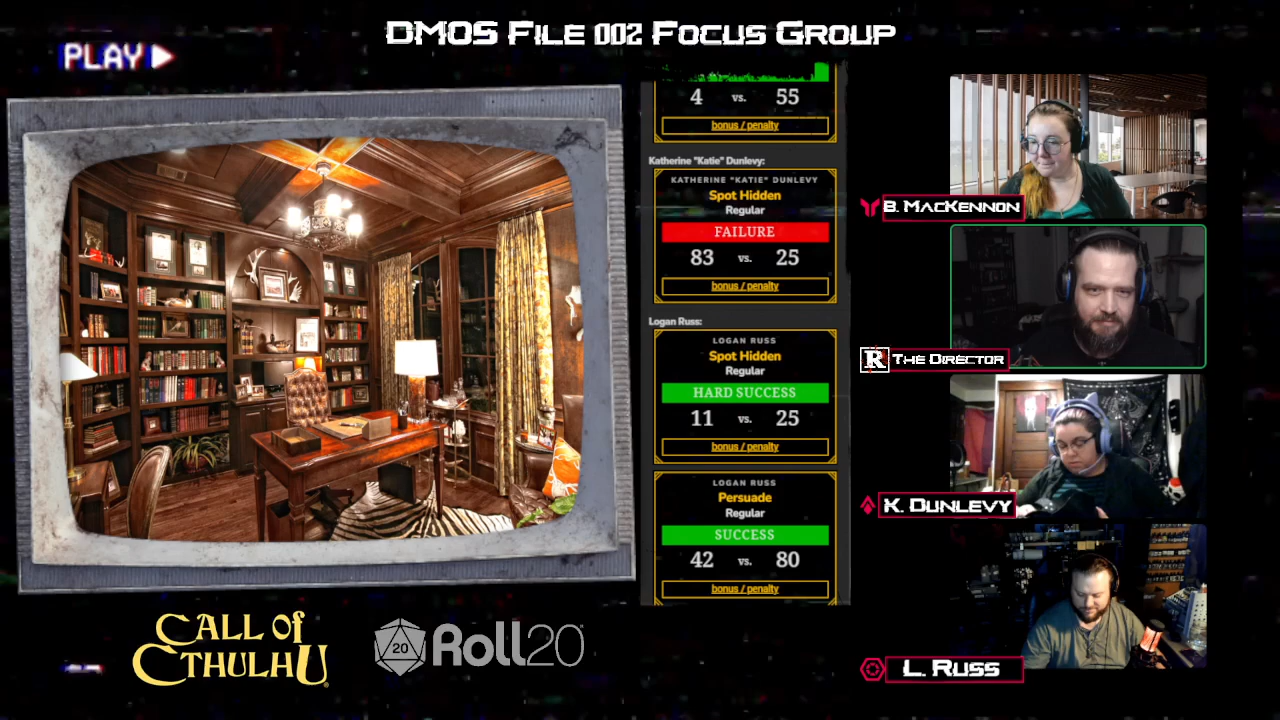 DMOS File 002 Focus Group
PLAY
4 vs. 55
bonus / penalty
Katherine "Katie" Dunlevy:
KATHERINE "KATIE" DUNLEVY
Spot Hidden
Regular
FAILURE
83 vs. 25
bonus / penalty
Logan Russ:
LOGAN RUSS
Spot Hidden
Regular
HARD SUCCESS
11 vs. 25
bonus / penalty
LOGAN RUSS
Persuade
Regular
SUCCESS
42 vs. 80
bonus / penalty
B. MacKennon
R The Director
K. Dunlevy
L. Russ
CALL of CTHULHU
20 Roll20